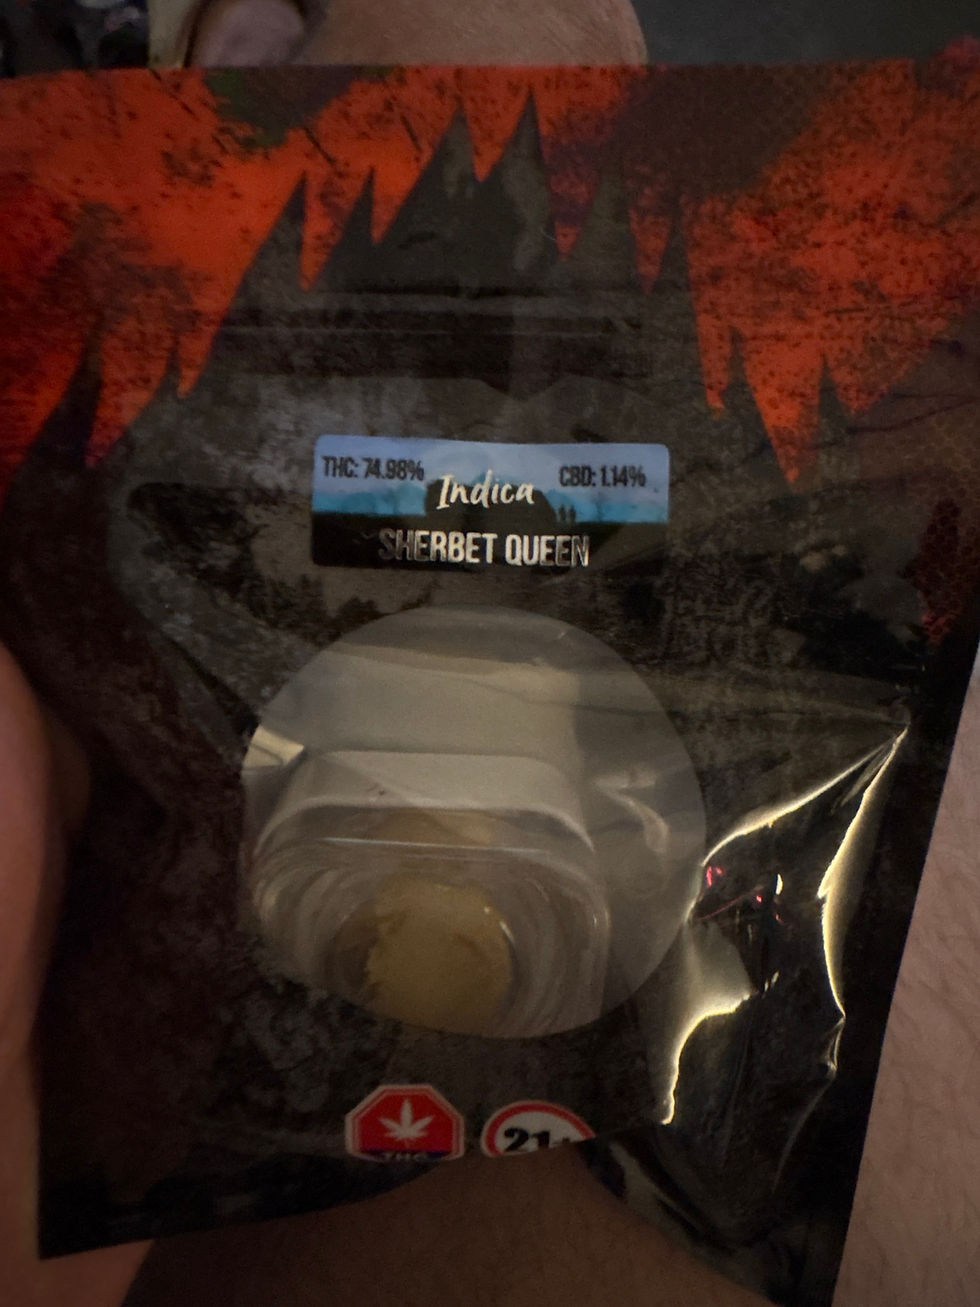 THC: 74.98%
Indica
CBD: 1.14%
SHERBET QUEEN
THC
21+